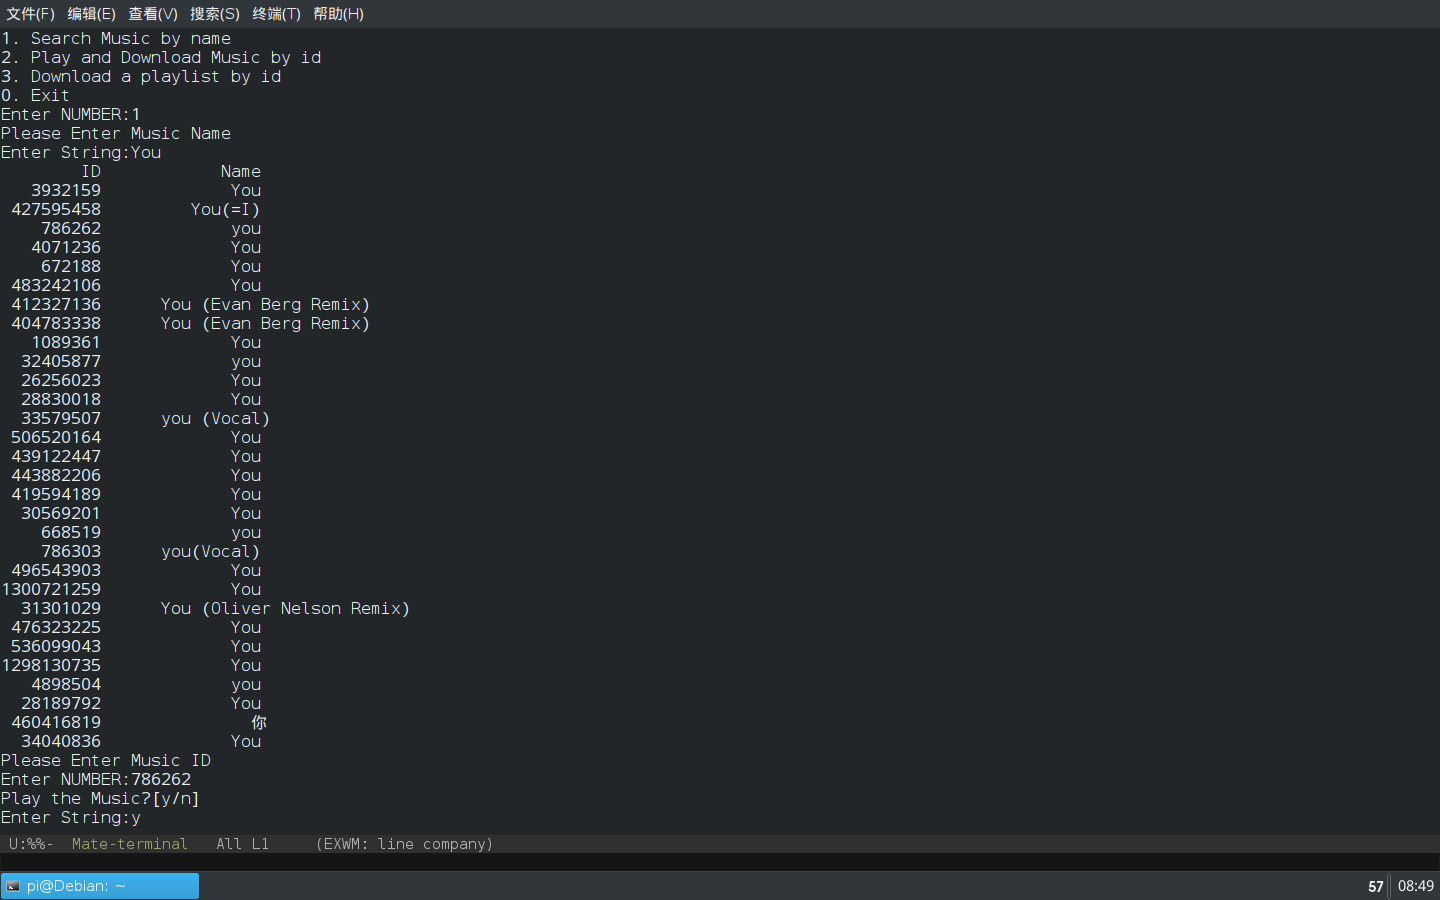 文件(F) 编辑(E) 查看(V) 搜索(S) 终端(T) 帮助(H)
1. Search Music by name
2. Play and Download Music by id
3. Download a playlist by id
0. Exit
Enter NUMBER:1
Please Enter Music Name
Enter String:You
ID Name
3932159 You
427595458 You(=I)
786262 you
4071236 You
672188 You
483242106 You
412327136 You (Evan Berg Remix)
404783338 You (Evan Berg Remix)
1089361 You
32405877 you
26256023 You
28830018 You
33579507 you (Vocal)
506520164 You
439122447 You
443882206 You
419594189 You
30569201 You
668519 you
786303 you(Vocal)
496543903 You
1300721259 You
31301029 You (Oliver Nelson Remix)
476323225 You
536099043 You
1298130735 You
4898504 you
28189792 You
460416819 你
34040836 You
Please Enter Music ID
Enter NUMBER:786262
Play the Music?[y/n]
Enter String:y
U:%%- Mate-terminal All L1 (EXWM: line company)
pi@Debian: ~ 57 08:49